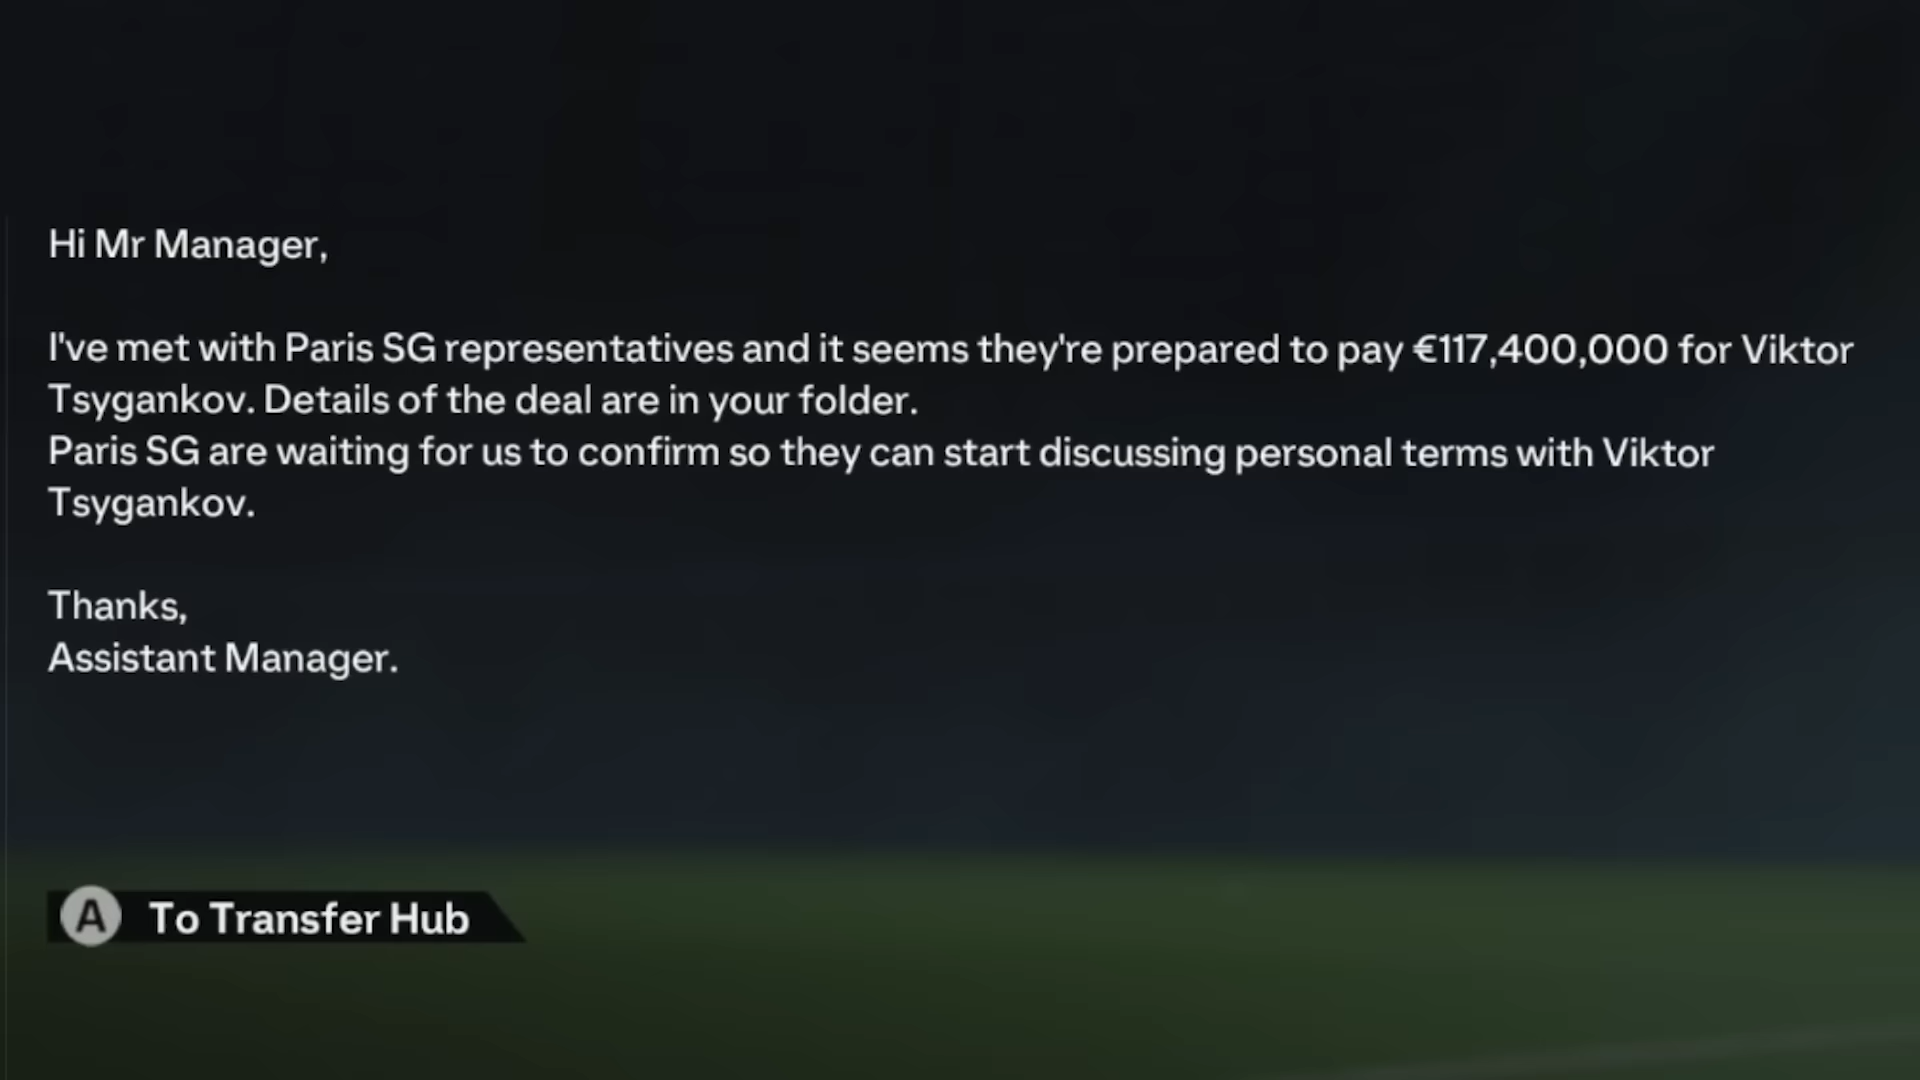 Hi Mr Manager,
I've met with Paris SG representatives and it seems they're prepared to pay €117,400,000 for Viktor
Tsygankov. Details of the deal are in your folder.
Paris SG are waiting for us to confirm so they can start discussing personal terms with Viktor
Tsygankov.
Thanks,
Assistant Manager.
A To Transfer Hub